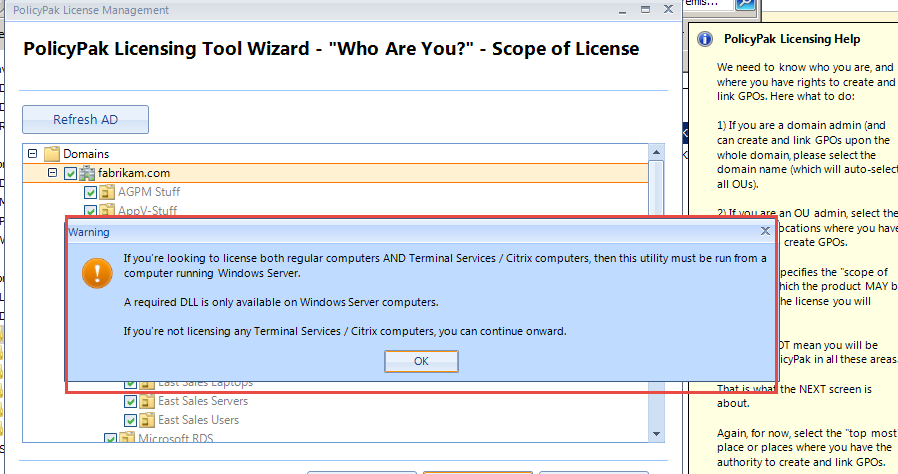 PolicyPak License Management
PolicyPak Licensing Tool Wizard - "Who Are You?" - Scope of License
Refresh AD
Domains
fabrikam.com
AGPM Stuff
AppV-Stuff
Warning
If you're looking to license both regular computers AND Terminal Services / Citrix computers, then this utility must be run from a
computer running Windows Server.
A required DLL is only available on Windows Server computers.
If you're not licensing any Terminal Services / Citrix computers, you can continue onward.
OK
East Sales Laptops
East Sales Servers
East Sales Users
Microsoft RDS
PolicyPak Licensing Help
We need to know who you are, and
where you have rights to create and
link GPOs. Here what to do:
1) If you are a domain admin (and
can create and link GPOs upon the
whole domain, please select the
domain name (which will auto-select
all OUs).
2) If you are an OU admin, select the
locations where you have
create GPOs.
specifies the "scope of
which the product MAY b
the license you will
mean you will be
in all these areas.
That is what the NEXT screen is
about.
Again, for now, select the "top most
place or places where you have the
authority to create and link GPOs.